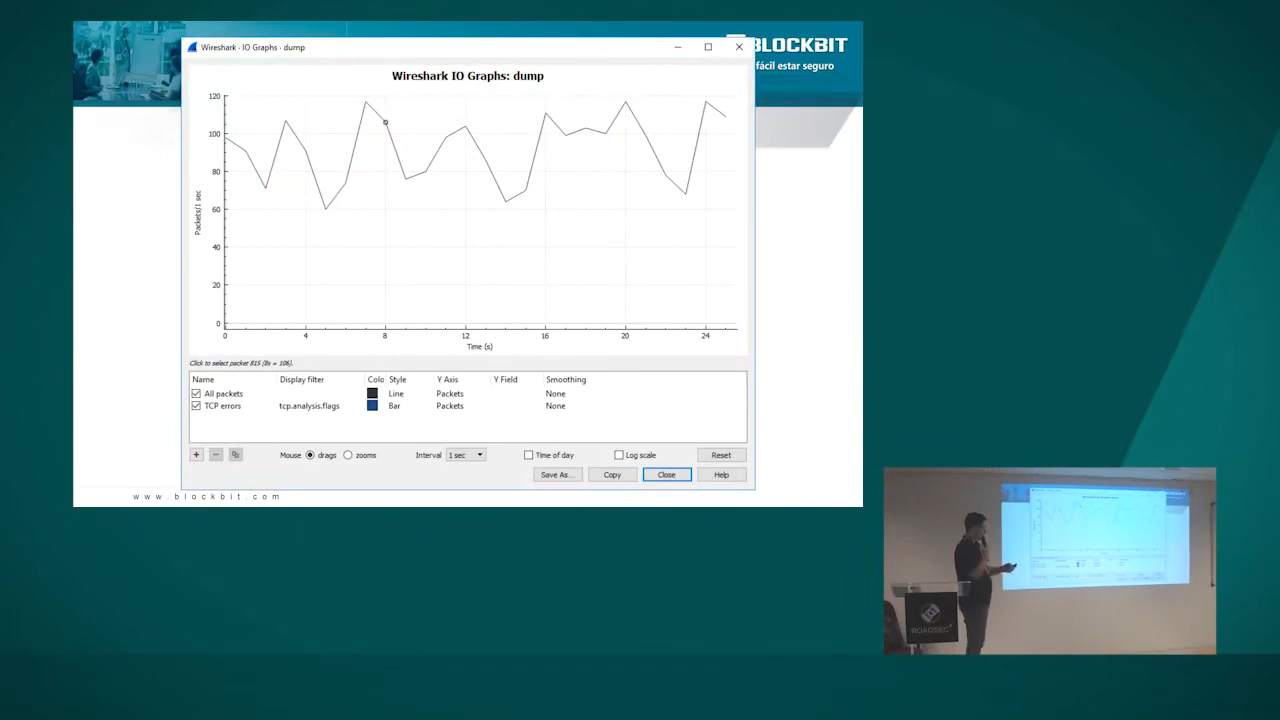 Wireshark · IO Graphs · dump
BLOCKBIT
fácil estar seguro
Wireshark IO Graphs: dump
120
100
80
60
40
20
0
Packets/1 sec
0 4 8 12 16 20 24
Time (s)
Click to select packet 815 (8s = 106).
Name Display filter Colo Style Y Axis Y Field Smoothing
All packets Line Packets None
TCP errors tcp.analysis.flags Bar Packets None
Mouse drags zooms Interval 1 sec Time of day Log scale Reset
Save As... Copy Close Help
www.blockbit.com
ROADSEC